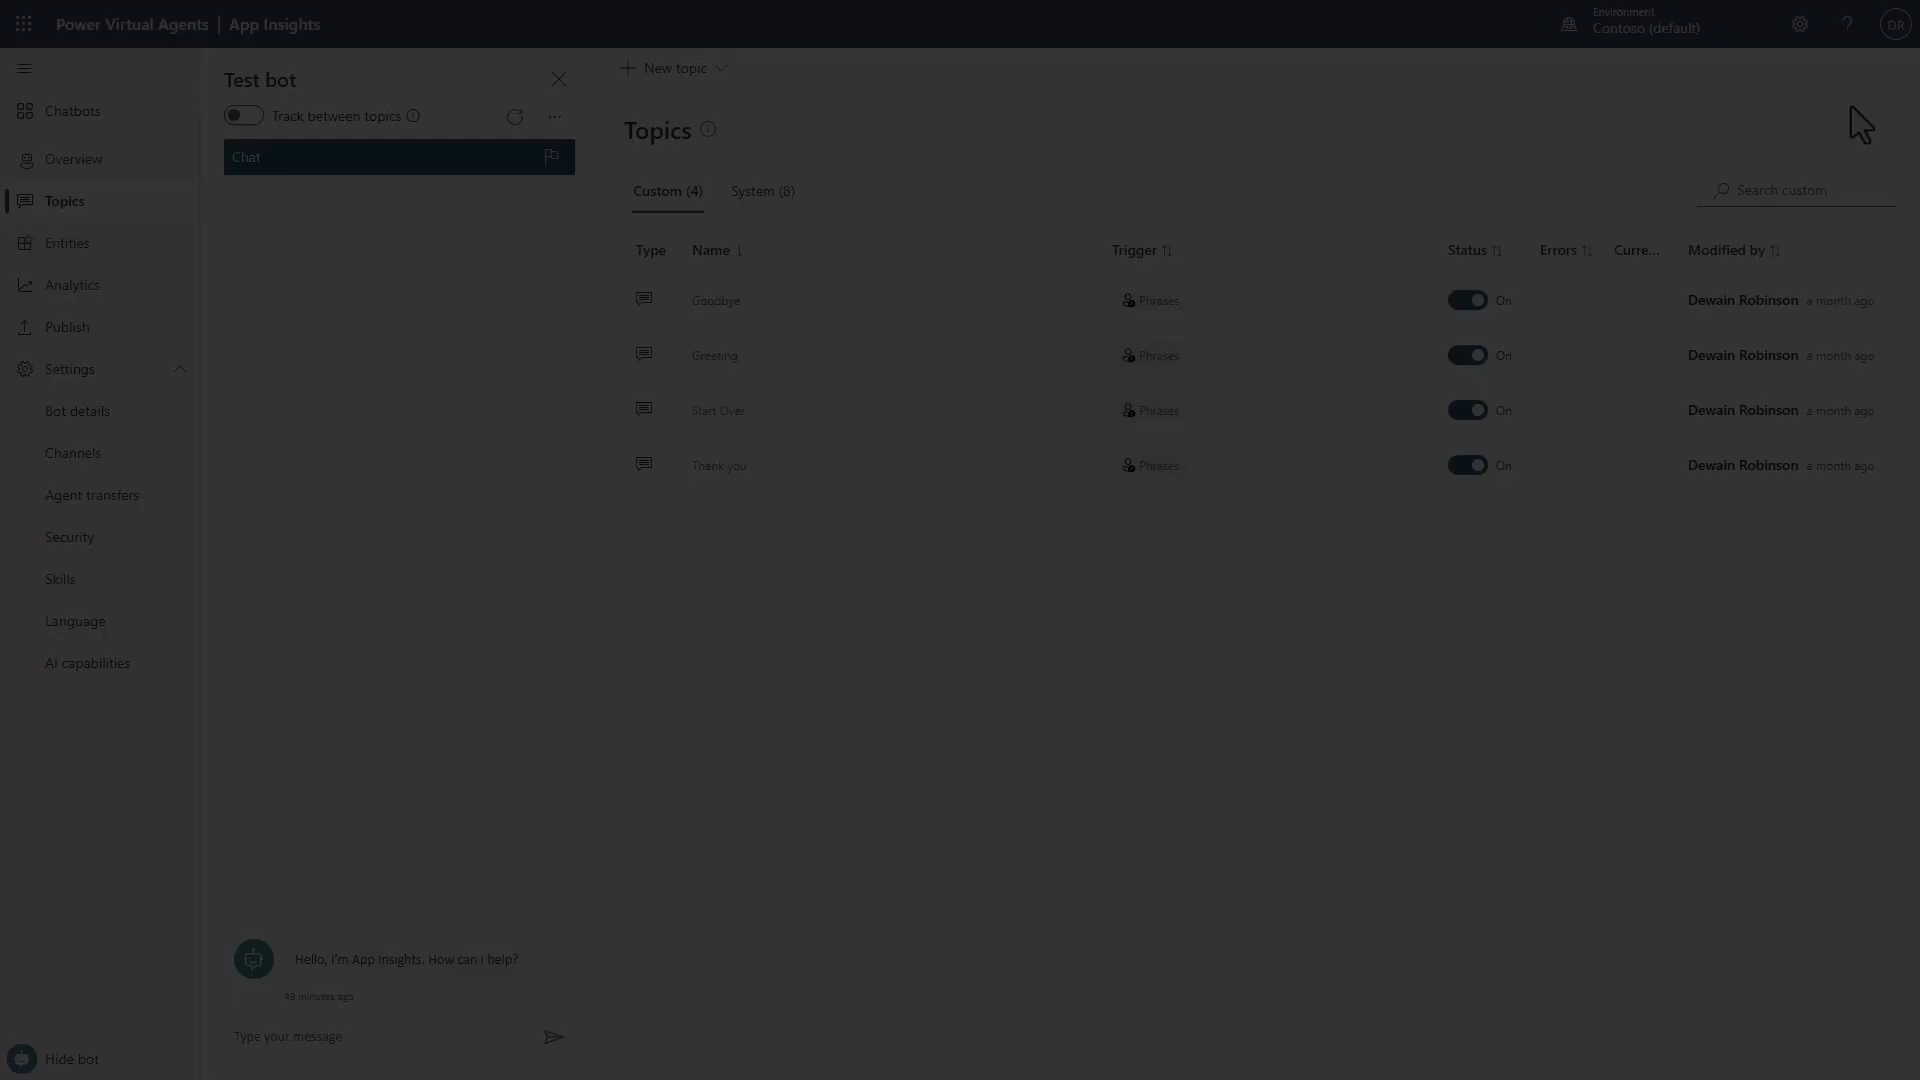 Power Virtual Agents | App Insights
Environment
Contoso (default)
?
DR
Chatbots
Overview
Topics
Entities
Analytics
Publish
Settings
Bot details
Channels
Agent transfers
Security
Skills
Language
AI capabilities
Hide bot
Test bot
Track between topics
...
Chat
Hello, I'm App Insights. How can I help?
49 minutes ago
Type your message
New topic
Topics
Custom (4) System (8)
Search custom
Type Name Trigger Status Errors Curre... Modified by
Goodbye Phrases On Dewain Robinson a month ago
Greeting Phrases On Dewain Robinson a month ago
Start Over Phrases On Dewain Robinson a month ago
Thank you Phrases On Dewain Robinson a month ago